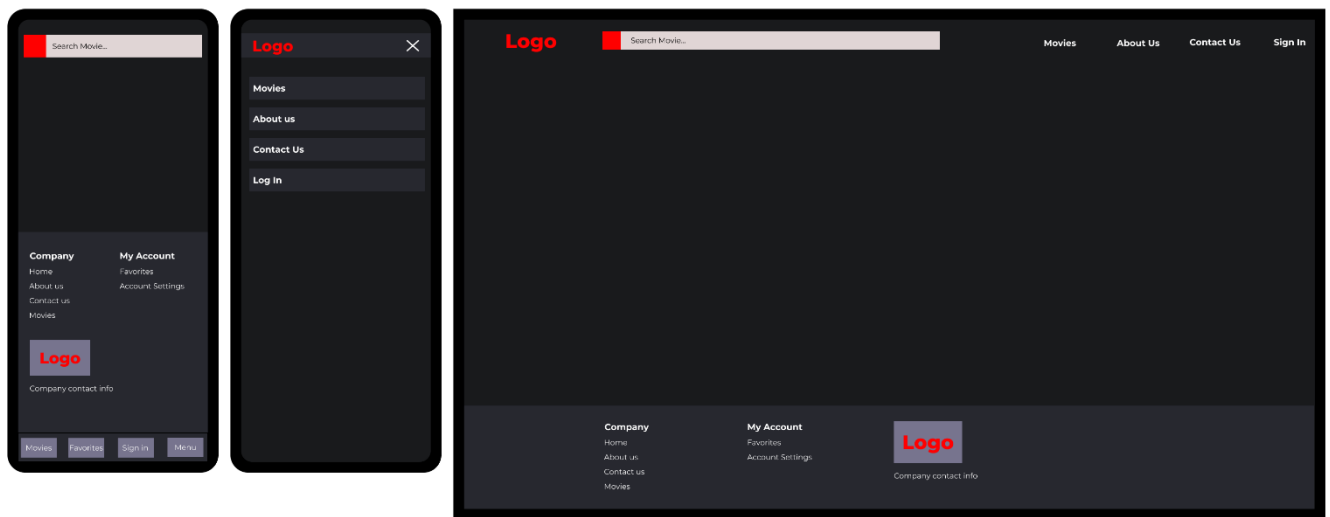 Search Movie...
Company
Home
About us
Contact us
Movies
My Account
Favorites
Account Settings
Logo
Company contact info
Movies
Favorites
Sign in
Menu
Logo
Movies
About us
Contact Us
Log In
Logo
Search Movie...
Movies
About Us
Contact Us
Sign In
Company
Home
About us
Contact us
Movies
My Account
Favorites
Account Settings
Logo
Company contact info